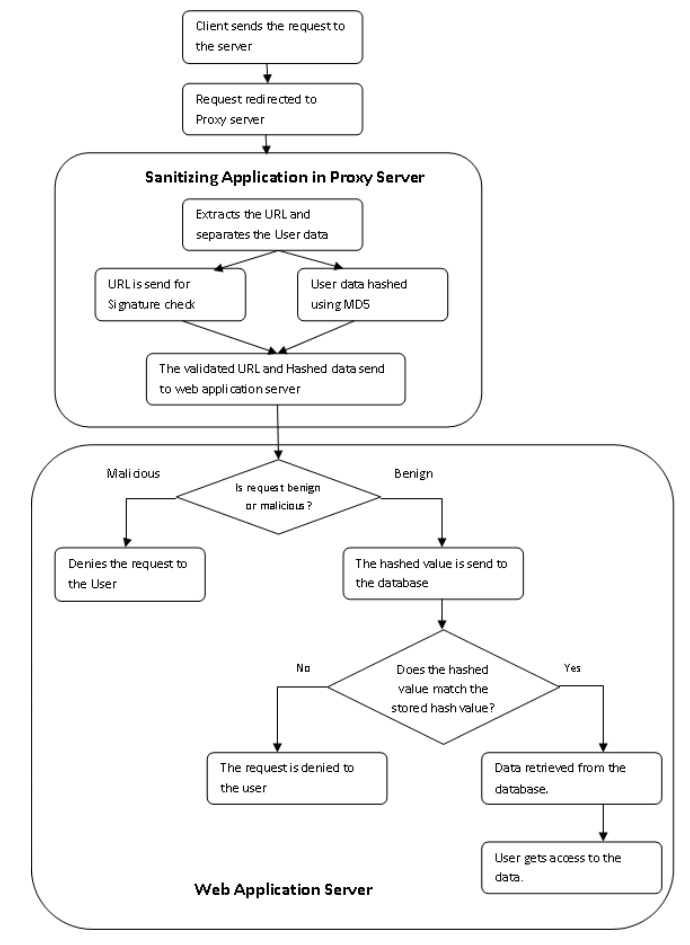 Client sends the request to
the server
Request redirected to
Proxy server
Sanitizing Application in Proxy Server
Extracts the URL and
separates the User data
URL is send for
Signature check
User data hashed
using MD5
The validated URL and Hashed data send
to web application server
Malicious
Is request benign
or malicious?
Benign
Denies the request to
the User
The hashed value is send to
the database
No
Does the hashed
value match the
stored hash value?
Yes
The request is denied to
the user
Data retrieved from the
database.
User gets access to the
data.
Web Application Server